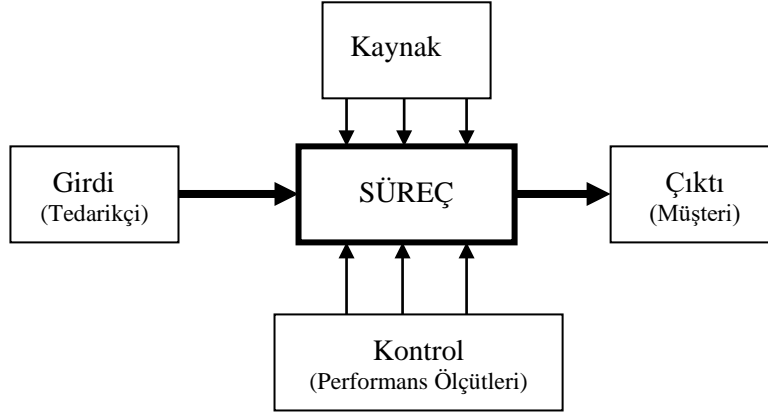 Kaynak
Girdi
(Tedarikçi)
SÜREÇ
Çıktı
(Müşteri)
Kontrol
(Performans Ölçütleri)